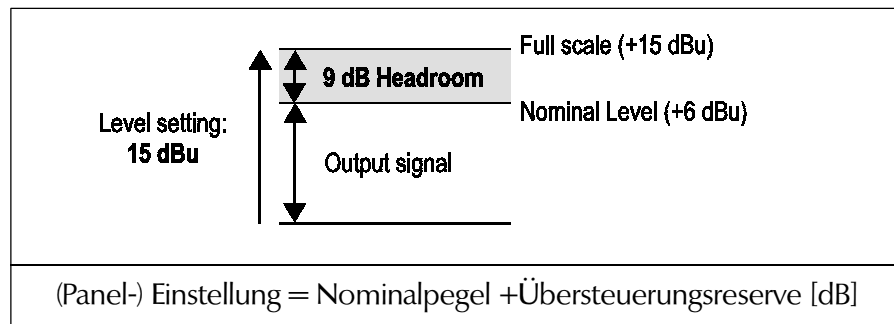 Full scale (+15 dBu)
9 dB Headroom
Nominal Level (+6 dBu)
Level setting:
15 dBu
Output signal
(Panel-) Einstellung = Nominalpegel +Übersteuerungsreserve [dB]